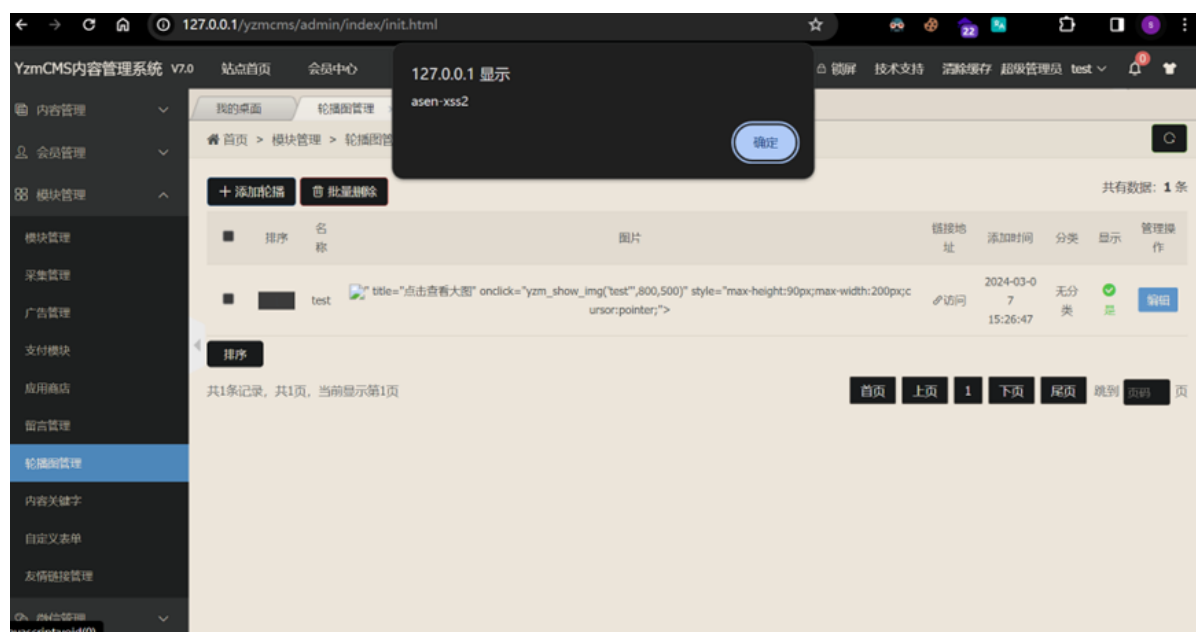 127.0.0.1/yzmcms/admin/index/init.html
22
s
YzmCMS内容管理系统 V7.0
站点首页
会员中心
127.0.0.1 显示
asen-xss2
确定
锁屏
技术支持
清除缓存
超级管理员 test
0
内容管理
会员管理
模块管理
模块管理
采集管理
广告管理
支付模块
应用商店
留言管理
轮播图管理
内容关键字
自定义表单
友情链接管理
微信管理
我的桌面
轮播图管理
首页 > 模块管理 > 轮播图管
添加轮播
批量删除
共有数据: 1 条
排序 名称 图片 链接地址 添加时间 分类 显示 管理操作
test
" title="点击查看大图" onclick="yzm_show_img('test'",800,500)" style="max-height:90px;max-width:200px;c
ursor:pointer;">
访问
2024-03-0
7
15:26:47
无分
类
是
编辑
排序
共1条记录, 共1页, 当前显示第1页
首页 上页 1 下页 尾页 跳到 页码 页